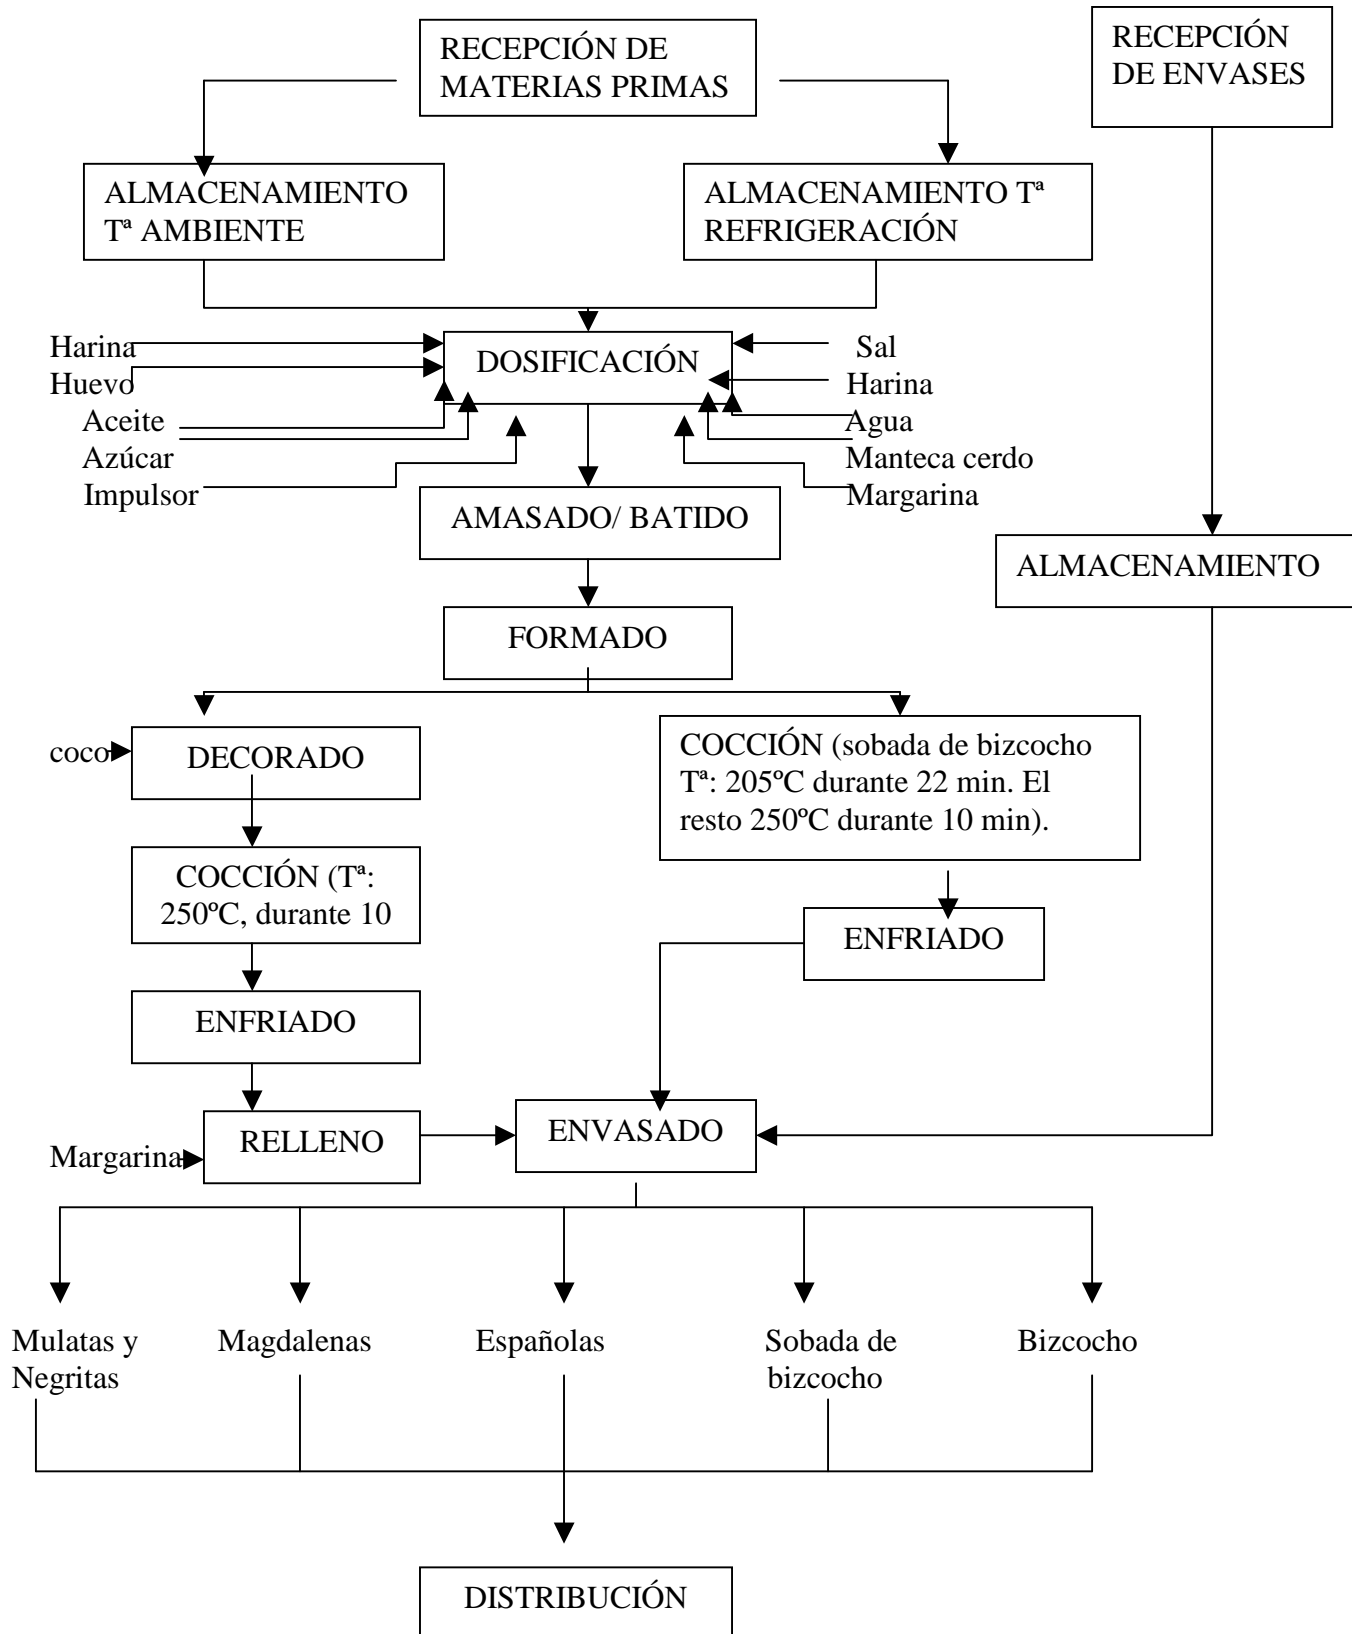 RECEPCIÓN DE
MATERIAS PRIMAS
RECEPCIÓN
DE ENVASES
ALMACENAMIENTO
Tª AMBIENTE
ALMACENAMIENTO Tª
REFRIGERACIÓN
Harina
Huevo
Aceite
Azúcar
Impulsor
DOSIFICACIÓN
Sal
Harina
Agua
Manteca cerdo
Margarina
AMASADO/ BATIDO
ALMACENAMIENTO
FORMADO
coco
DECORADO
COCCIÓN (sobada de bizcocho
Tª: 205ºC durante 22 min. El
resto 250ºC durante 10 min).
COCCIÓN (Tª:
250ºC, durante 10
ENFRIADO
ENFRIADO
Margarina
RELLENO
ENVASADO
Mulatas y
Negritas
Magdalenas
Españolas
Sobada de
bizcocho
Bizcocho
DISTRIBUCIÓN